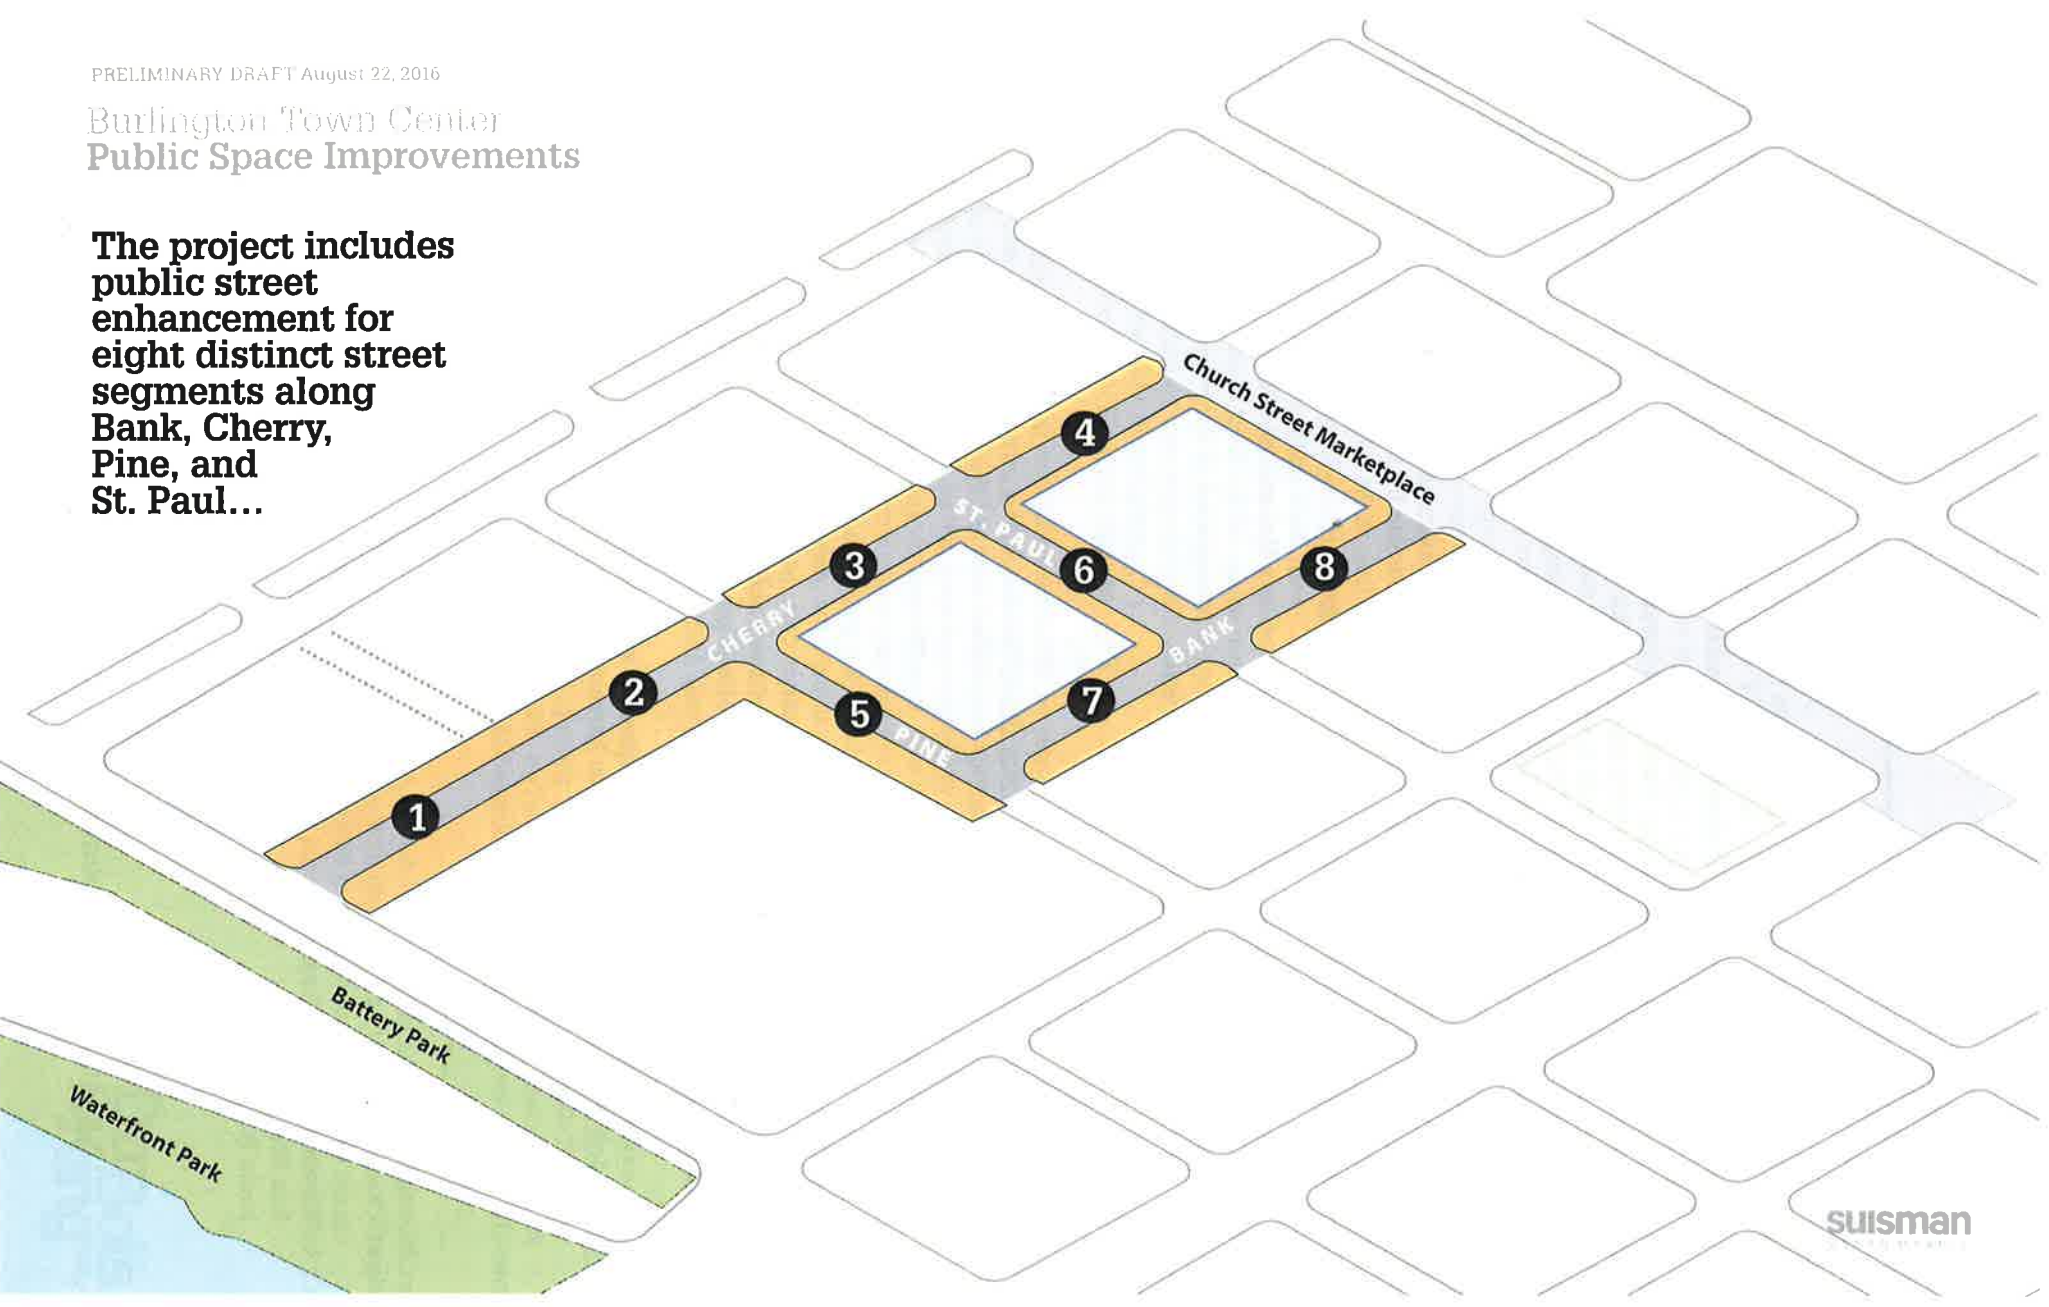 PRELIMINARY DRAFT August 22, 2016
Burlington Town Center
Public Space Improvements
The project includes
public street
enhancement for
eight distinct street
segments along
Bank, Cherry,
Pine, and
St. Paul...
Church Street Marketplace
4
ST. PAUL
3
6
8
CHERRY
BANK
2
7
5
PINE
1
Battery Park
Waterfront Park
suisman